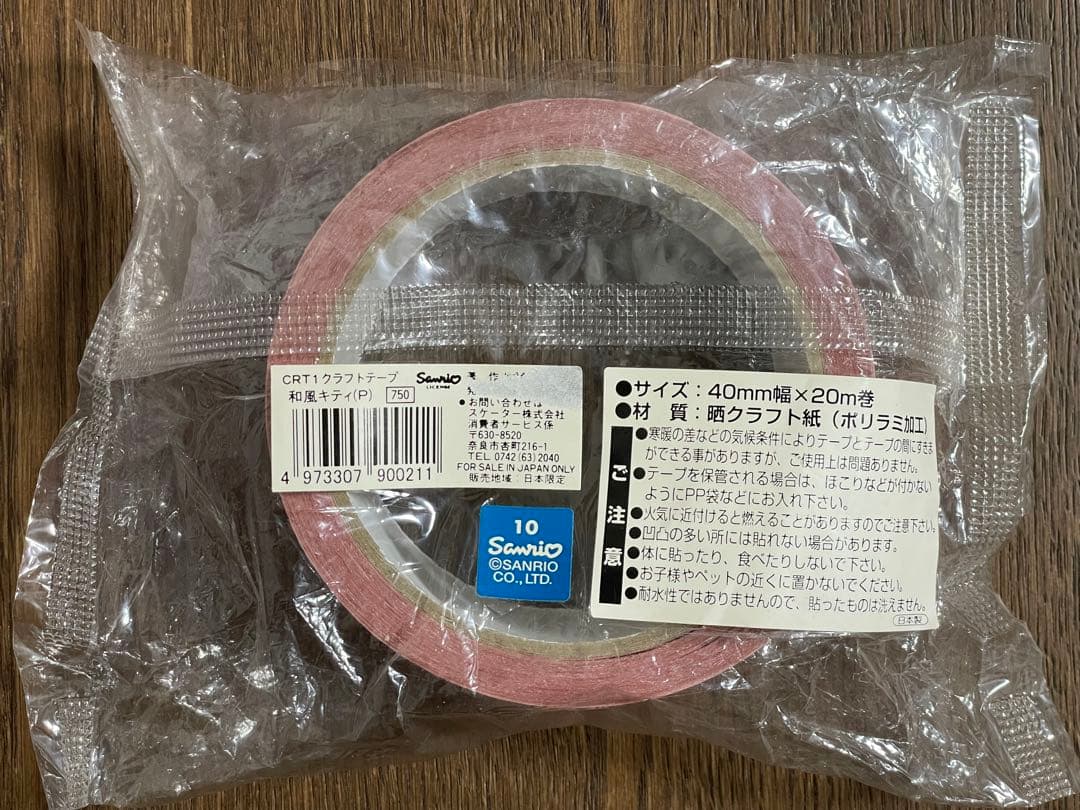 CRT1クラフトテープ
和風キティ(P) 750
Sanrio
LICENSE
4 973307 900211
●お問い合わせは
スケーター株式会社
消費者サービス係
〒630-8520
奈良市杏町216-1
TEL 0742(63)2040
FOR SALE IN JAPAN ONLY
販売地域:日本限定
10
Sanrio
©SANRIO
CO., LTD.
●サイズ:40mm幅×20m巻
●材 質:晒クラフト紙(ポリラミ加工)
ご注意
●寒暖の差などの気候条件によりテープとテープの間にすきま
ができる事がありますが、ご使用上は問題ありません。
●テープを保管される場合は、ほこりなどが付かない
ようにPP袋などにお入れ下さい。
●火気に近付けると燃えることがありますのでご注意下さい。
●凹凸の多い所には貼れない場合があります。
●体に貼ったり、食べたりしないで下さい。
●お子様やペットの近くに置かないでください。
●耐水性ではありませんので、貼ったものは洗えません。
日本製